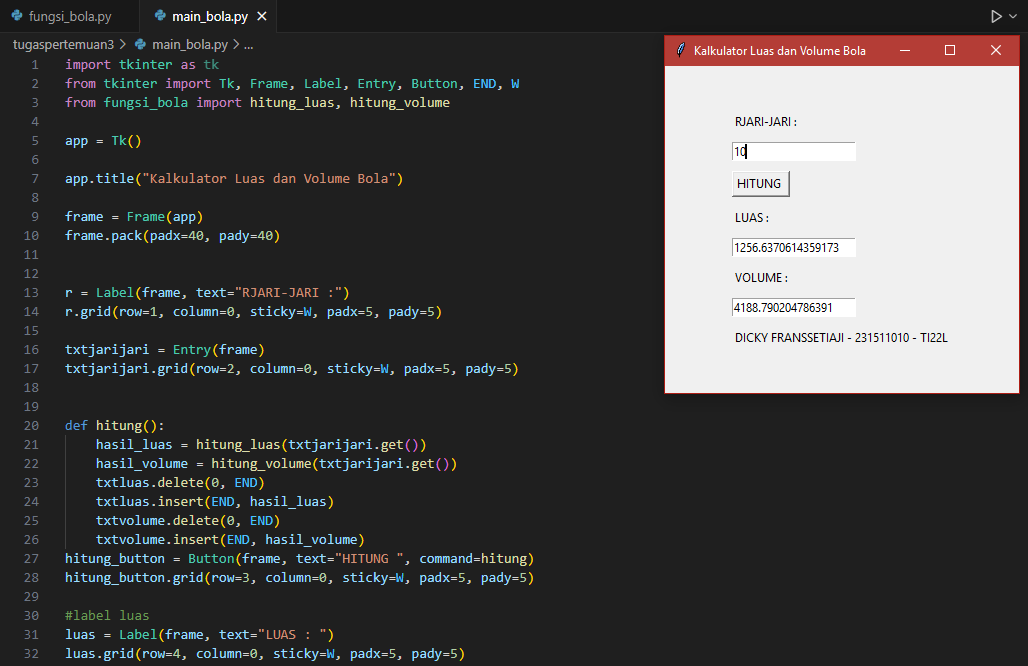 fungsi_bola.py
main_bola.py
tugaspertemuan3 > main_bola.py > ...
1 import tkinter as tk
2 from tkinter import Tk, Frame, Label, Entry, Button, END, W
3 from fungsi_bola import hitung_luas, hitung_volume
4
5 app = Tk()
6
7 app.title("Kalkulator Luas dan Volume Bola")
8
9 frame = Frame(app)
10 frame.pack(padx=40, pady=40)
11
12
13 r = Label(frame, text="RJARI-JARI :")
14 r.grid(row=1, column=0, sticky=W, padx=5, pady=5)
15
16 txtjarijari = Entry(frame)
17 txtjarijari.grid(row=2, column=0, sticky=W, padx=5, pady=5)
18
19
20 def hitung():
21     hasil_luas = hitung_luas(txtjarijari.get())
22     hasil_volume = hitung_volume(txtjarijari.get())
23     txtluas.delete(0, END)
24     txtluas.insert(END, hasil_luas)
25     txtvolume.delete(0, END)
26     txtvolume.insert(END, hasil_volume)
27 hitung_button = Button(frame, text="HITUNG ", command=hitung)
28 hitung_button.grid(row=3, column=0, sticky=W, padx=5, pady=5)
29
30 #label luas
31 luas = Label(frame, text="LUAS : ")
32 luas.grid(row=4, column=0, sticky=W, padx=5, pady=5)
Kalkulator Luas dan Volume Bola
RJARI-JARI :
10
HITUNG
LUAS :
1256.6370614359173
VOLUME :
4188.790204786391
DICKY FRANSSETIAJI - 231511010 - TI22L